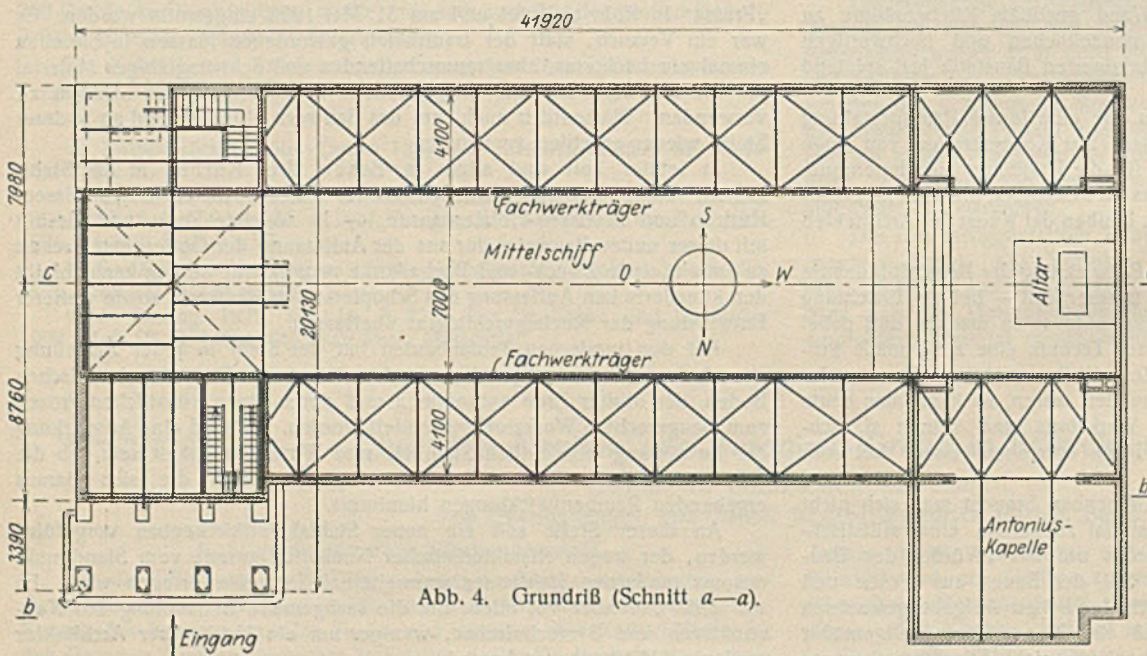 41920
7980
4100
Fachwerkträger
S
Mittelschiff
O
W
c
20130
7000
Altar
N
Fachwerkträger
8760
4100
b
3390
Antonius-
Kapelle
b
Abb. 4. Grundriß (Schnitt a—a).
Eingang